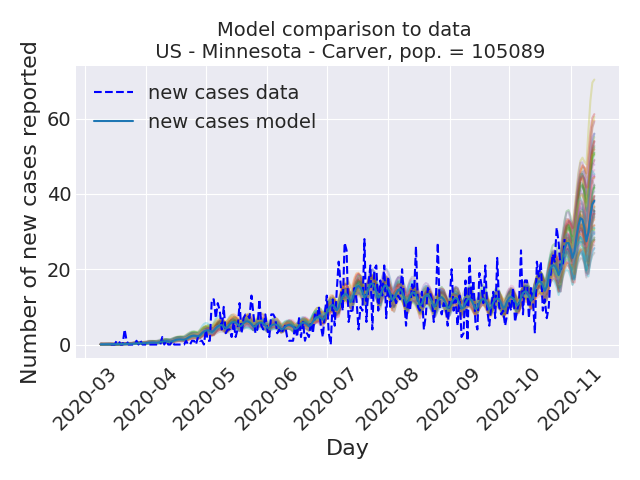 Model comparison to data
US - Minnesota - Carver, pop. = 105089
Number of new cases reported
60
40
20
0
new cases data
new cases model
2020-03
2020-04
2020-05
2020-06
2020-07
2020-08
2020-09
2020-10
2020-11
Day